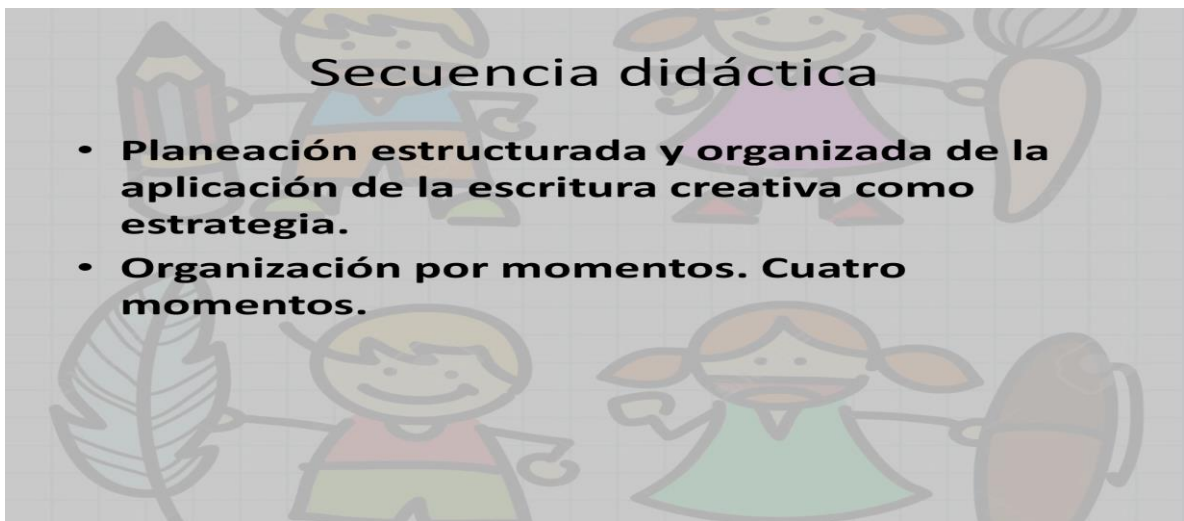 Secuencia didáctica
• Planeación estructurada y organizada de la
aplicación de la escritura creativa como
estrategia.
• Organización por momentos. Cuatro
momentos.